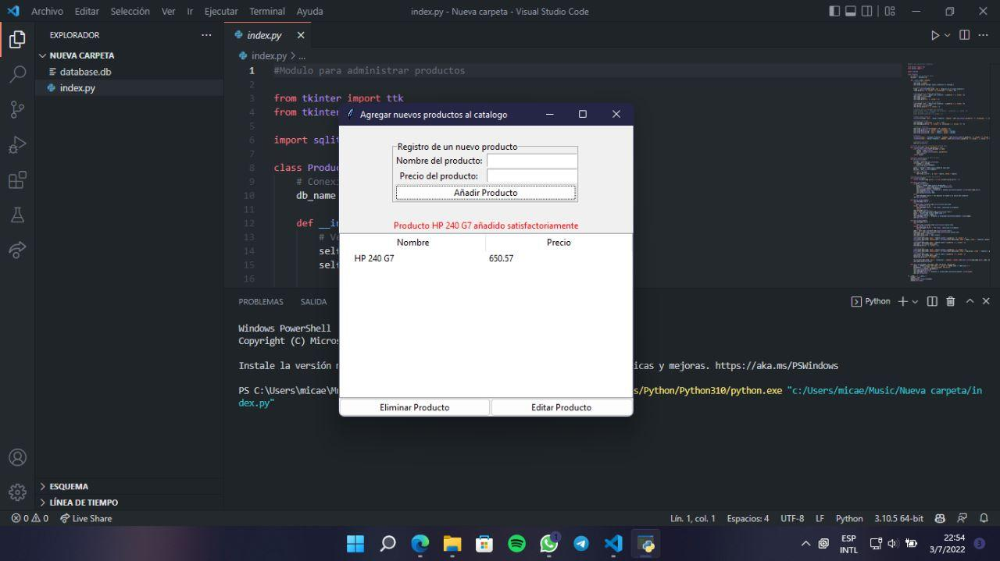 Archivo Editar Selección Ver Ir Ejecutar Terminal Ayuda index.py - Nueva carpeta - Visual Studio Code
EXPLORADOR
NUEVA CARPETA
database.db
index.py
ESQUEMA
LÍNEA DE TIEMPO
index.py
index.py > ...
1 #Modulo para administrar productos
2
3 from tkinter import ttk
4 from tkinter
5
6 import sqlit
7
8 class Produc
9 # Conexi
10 db_name
11
12 def __in
13 # Ve
14 self
15 self
16
Agregar nuevos productos al catalogo
Registro de un nuevo producto
Nombre del producto:
Precio del producto:
Añadir Producto
Producto HP 240 G7 añadido satisfactoriamente
Nombre Precio
HP 240 G7 650.57
Eliminar Producto Editar Producto
PROBLEMAS SALIDA Python
Windows PowerShell
Copyright (C) Micros
Instale la versión icas y mejoras. https://aka.ms/PSWindows
PS C:\Users\micae\Mu s/Python/Python310/python.exe "c:/Users/micae/Music/Nueva carpeta/in
dex.py"
0 0 Live Share Lín. 1, col. 1 Espacios: 4 UTF-8 LF Python 3.10.5 64-bit
1
ESP
INTL
22:54
3/7/2022
3